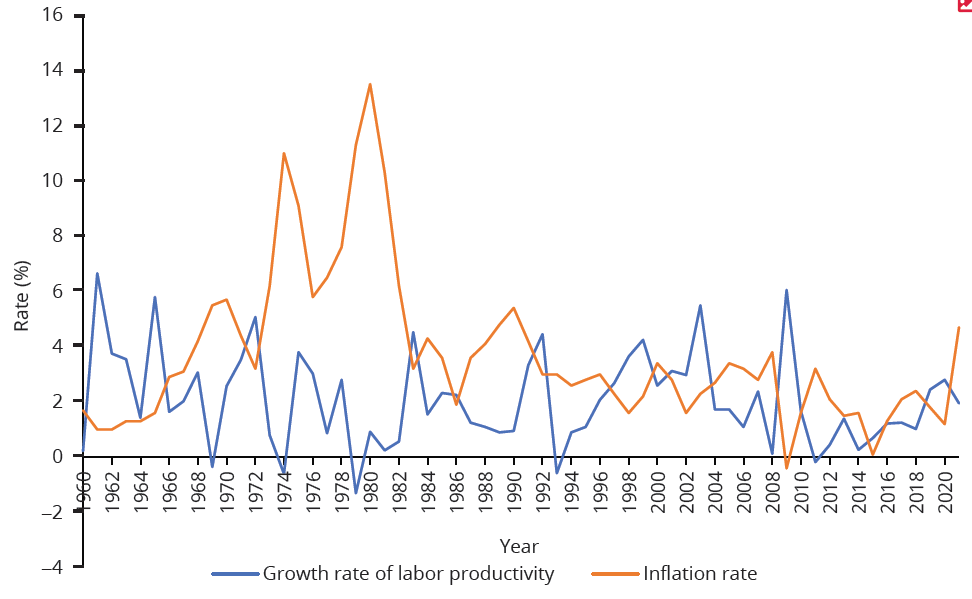 16
14
12
10
8
6
4
2
0
–2
–4
Rate (%)
1960 1962 1964 1966 1968 1970 1972 1974 1976 1978 1980 1982 1984 1986 1988 1990 1992 1994 1996 1998 2000 2002 2004 2006 2008 2010 2012 2014 2016 2018 2020
Year
Growth rate of labor productivity Inflation rate